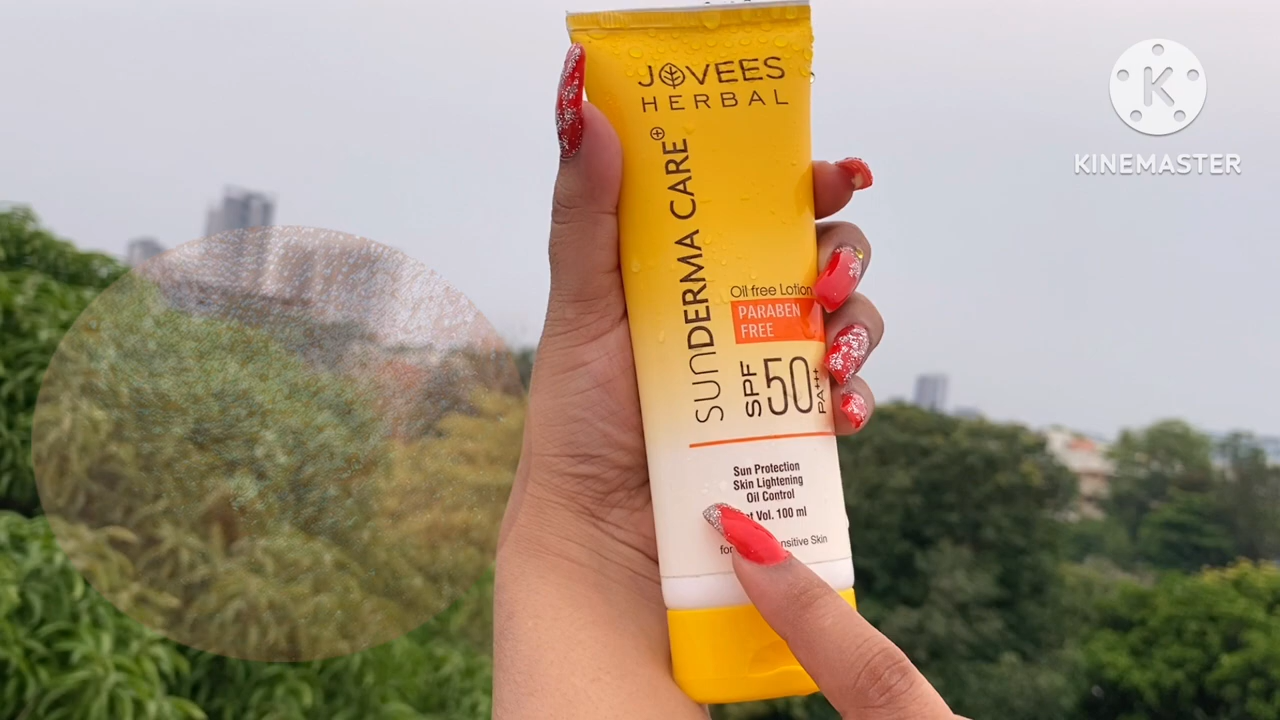 JOVEES
HERBAL
SUNDERMA CARE+
Oil free Lotion
PARABEN
FREE
SPF 50
PA+++
Sun Protection
Skin Lightening
Oil Control
Vol. 100 ml
for
Skin
K
KINEMASTER